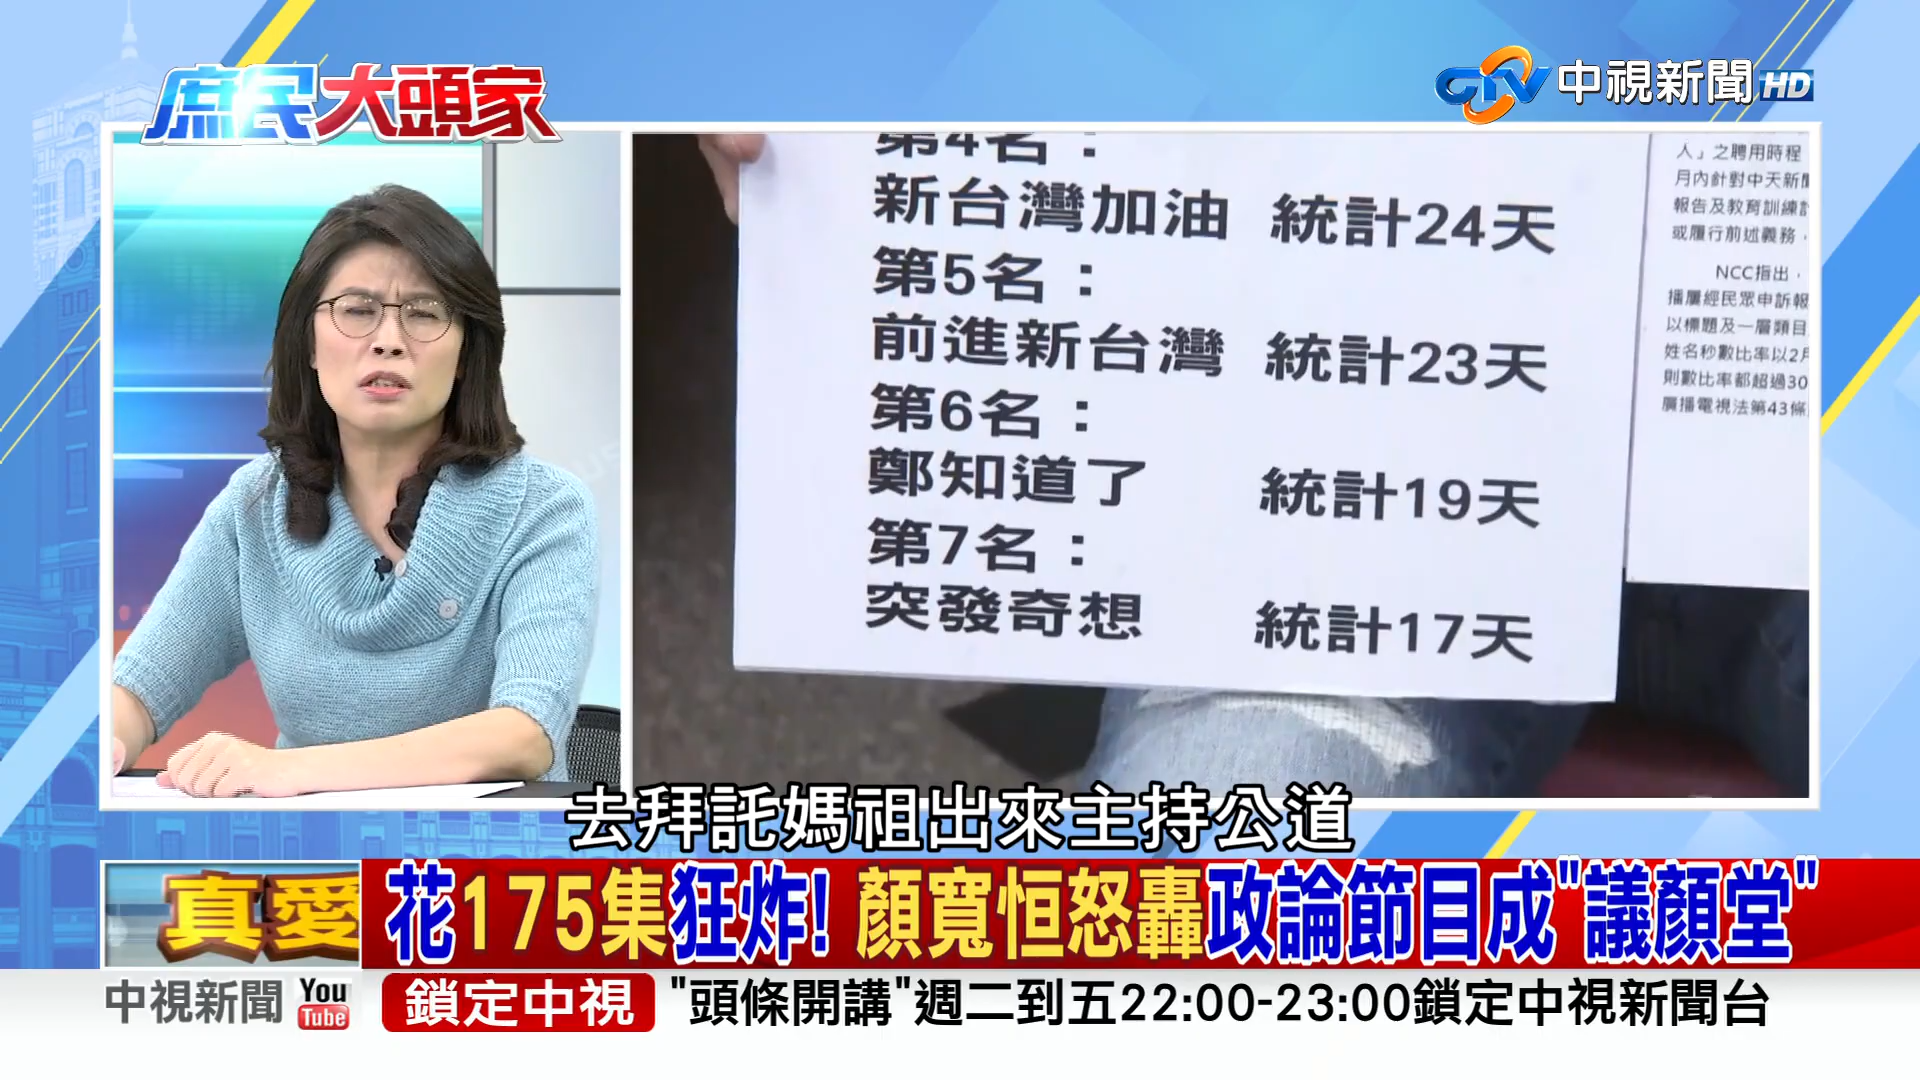 庶民大頭家
CTV中視新聞HD
第4名：
新台灣加油 統計24天
第5名：
前進新台灣 統計23天
第6名：
鄭知道了 統計19天
第7名：
突發奇想 統計17天
人」之聘用時程
月內針對中天新聞
報告及教育訓練計
或履行前述義務，
NCC指出，
播屢經民眾申訴報
以標題及一層類目
姓名秒數比率以2月
則數比率都超過30
廣播電視法第43條
去拜託媽祖出來主持公道
真愛
花175集狂炸! 顏寬恒怒轟政論節目成"議顏堂"
中視新聞 YouTube 鎖定中視 "頭條開講"週二到五22:00-23:00鎖定中視新聞台